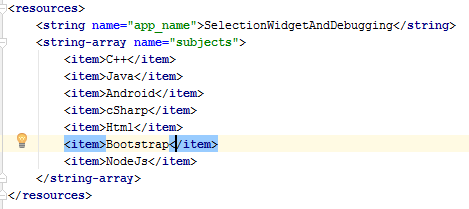 <resources>
<string name="app_name">SelectionWidgetAndDebugging</string>
<string-array name="subjects">
<item>C++</item>
<item>Java</item>
<item>Android</item>
<item>cSharp</item>
<item>Html</item>
<item>Bootstrap</item>
<item>NodeJs</item>
</string-array>
</resources>